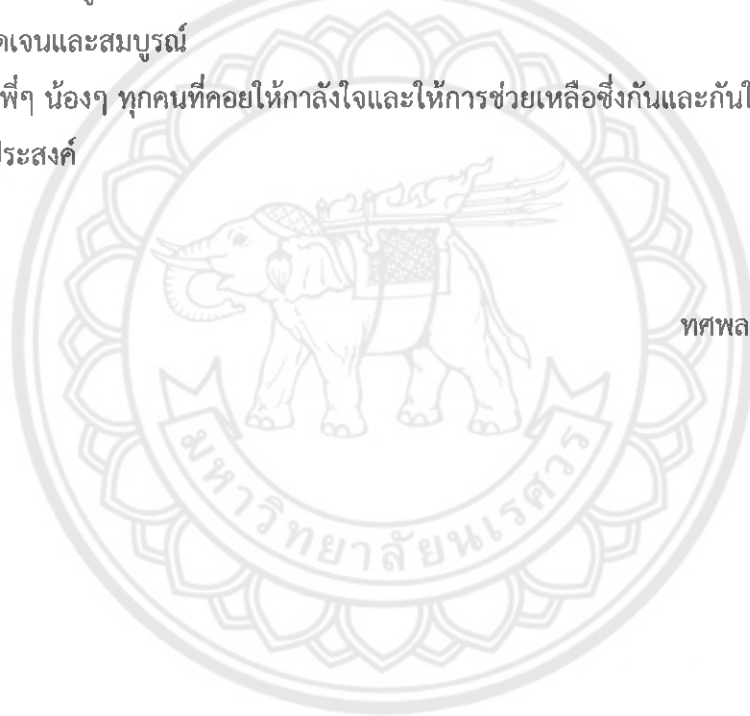 ดเจนและสมบูรณ์
พี่ๆ น้องๆ ทุกคนที่คอยให้กาลังใจและให้การช่วยเหลือซึ่งกันและกันใ
ประสงค์
ทศพล
มหาวิทยาลัยนเรศวร